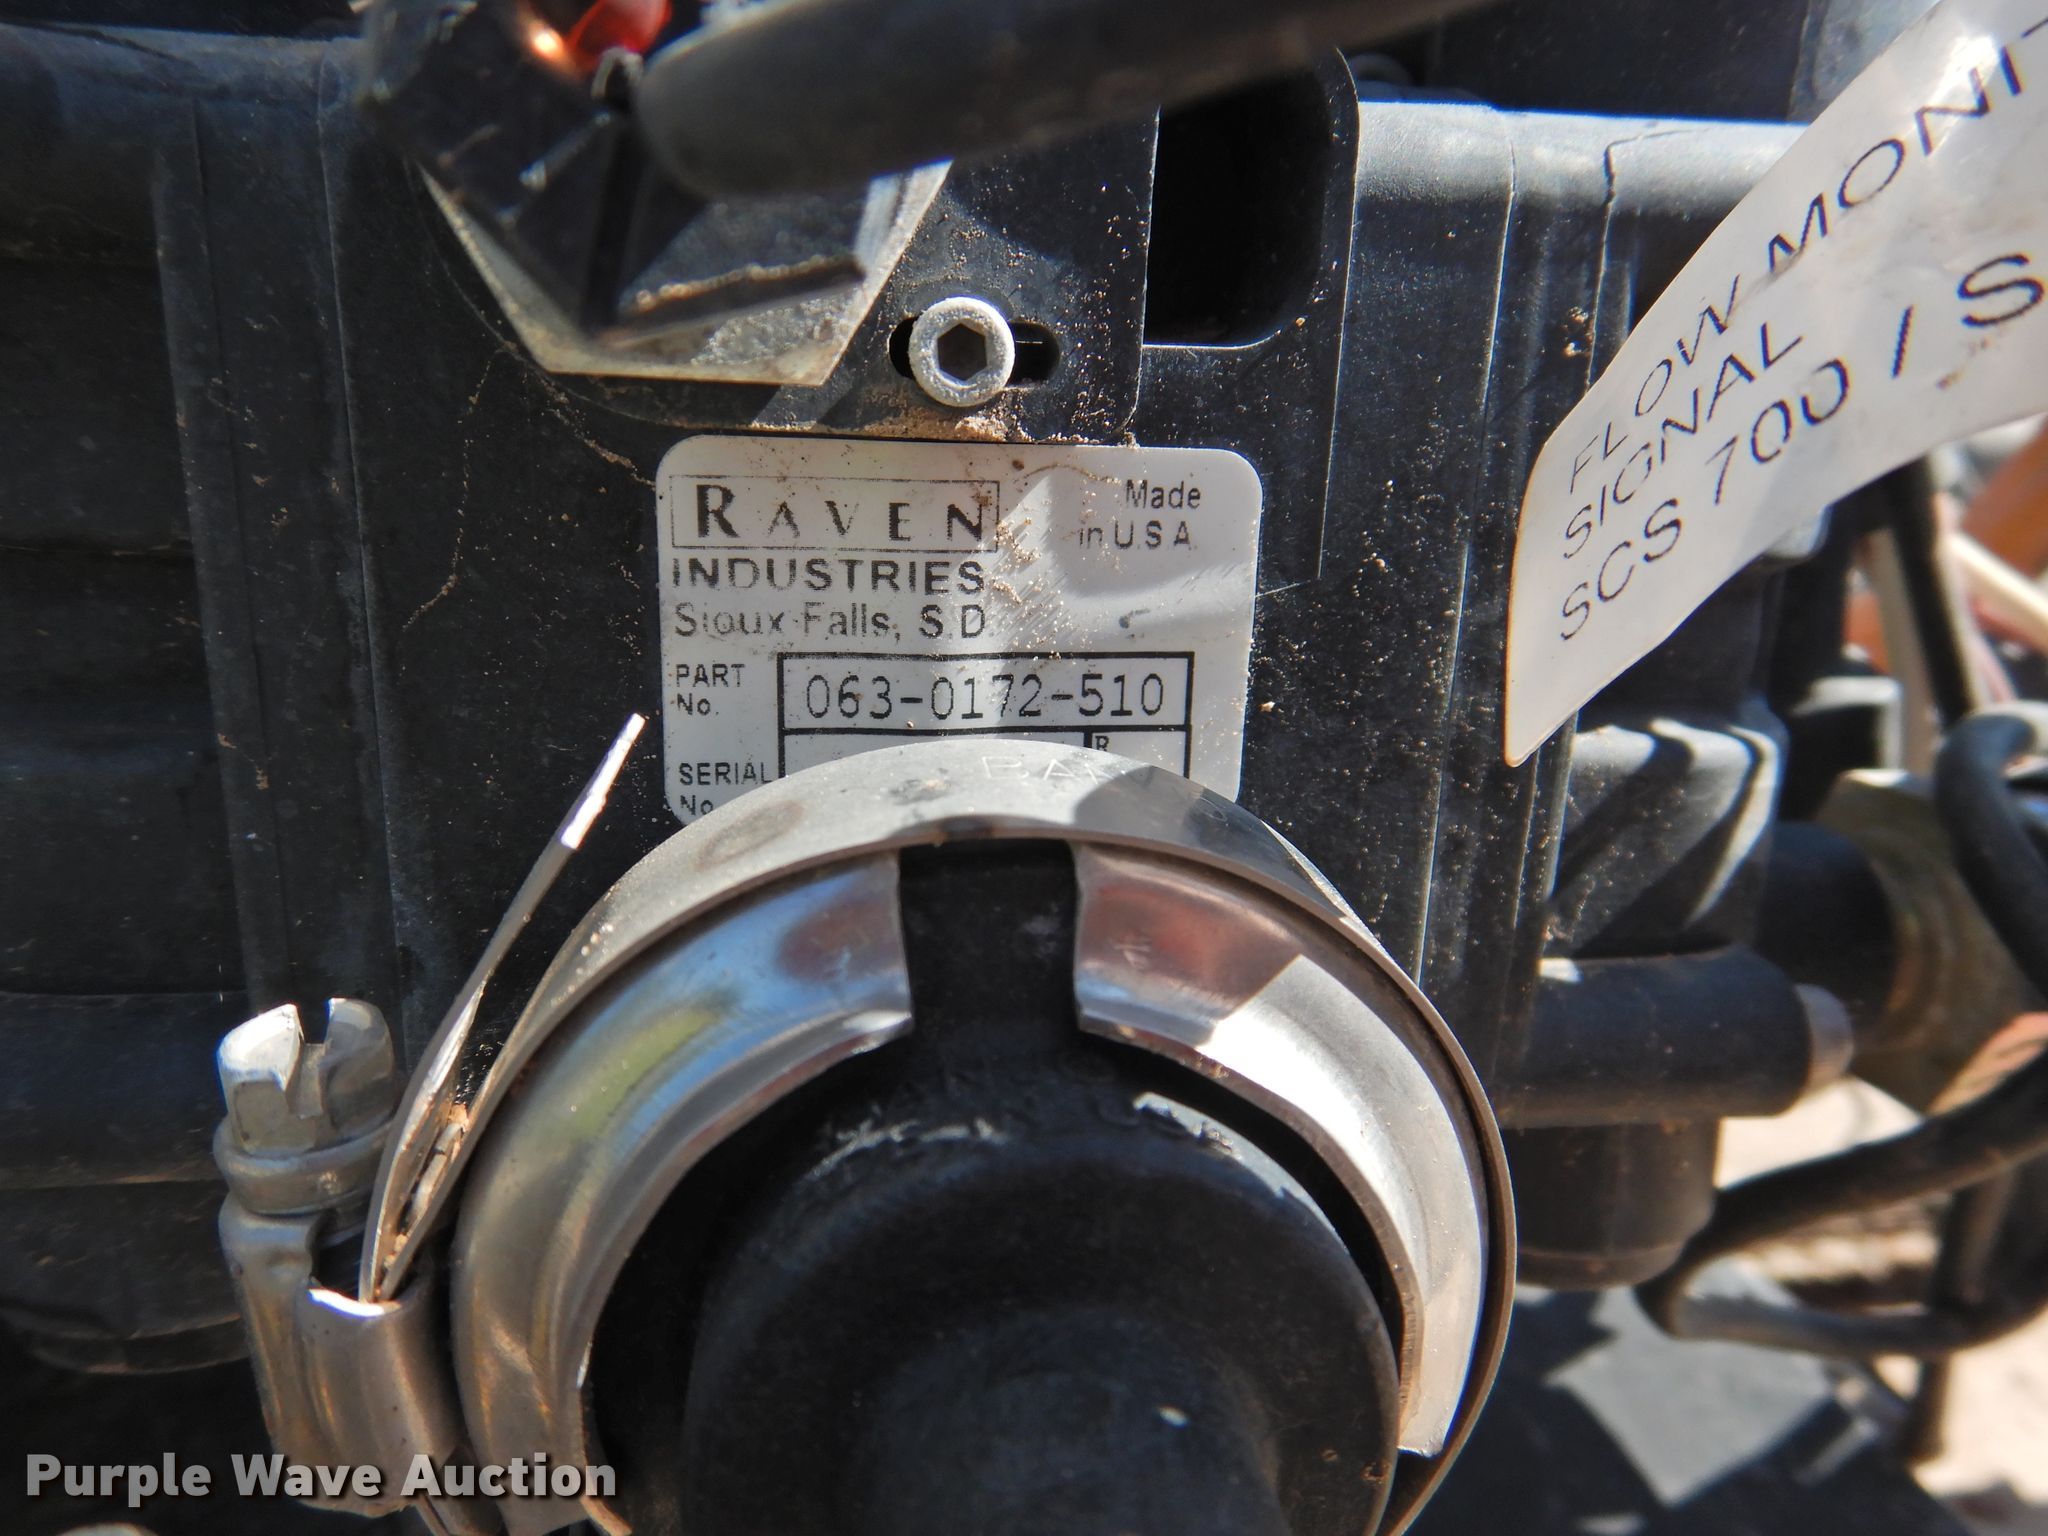 RAVEN
INDUSTRIES
Sioux Falls, S.D.
Made
in U.S.A.
PART
No.
063-0172-510
SERIAL
No.
R
FLOW
SIGNAL
SCS 700 /
Purple Wave Auction